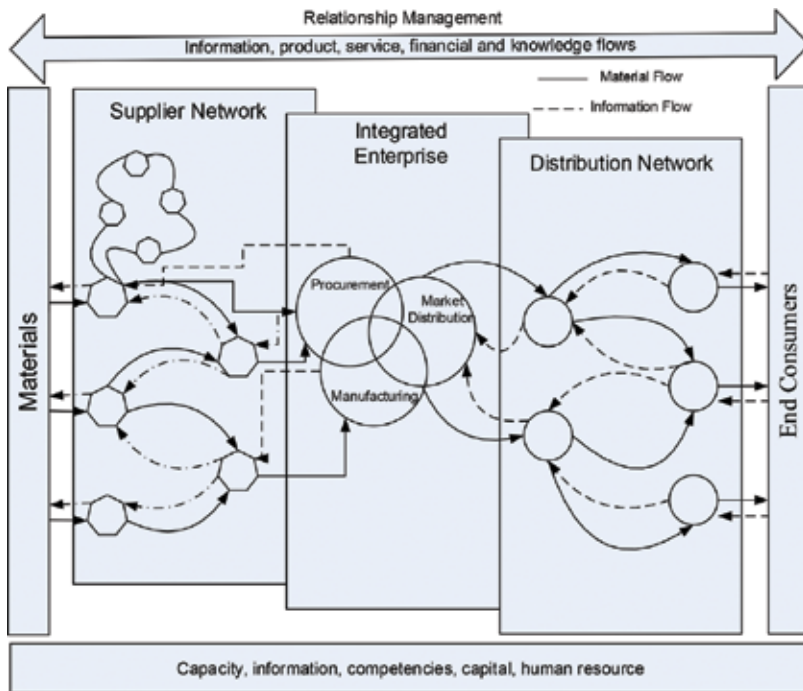 Relationship Management
Information, product, service, financial and knowledge flows
Material Flow
Information Flow
Supplier Network
Integrated
Enterprise
Distribution Network
Materials
Procurement
Market
Distribution
Manufacturing
End Consumers
Capacity, information, competencies, capital, human resource